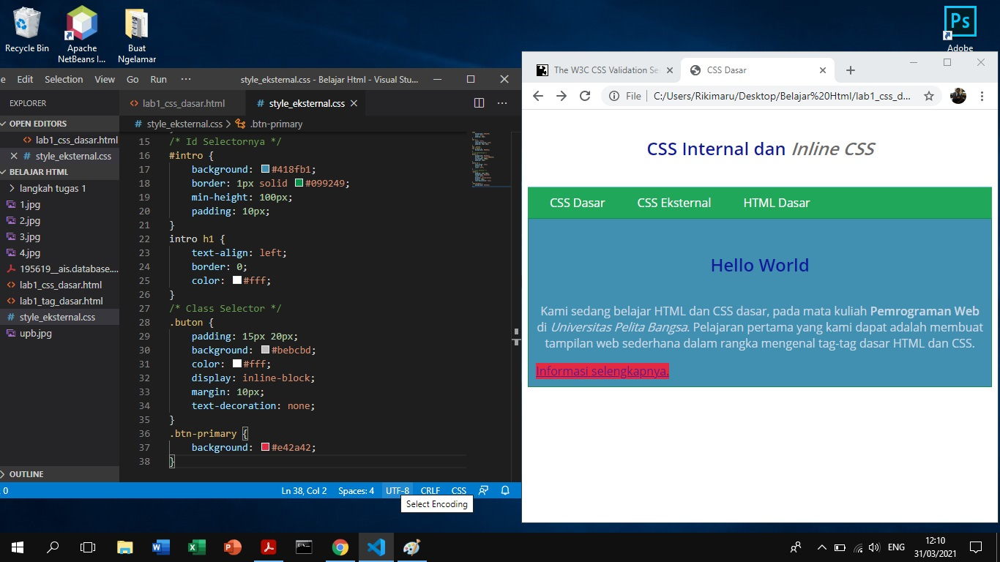 Recycle Bin
Apache
NetBeans I...
Buat
Ngelamar
Ps
Adobe
e Edit Selection View Go Run ··· style_eksternal.css - Belajar Html - Visual Stu...
EXPLORER
OPEN EDITORS
lab1_css_dasar.html
style_eksternal.css
BELAJAR HTML
langkah tugas 1
1.jpg
2.jpg
3.jpg
4.jpg
195619__ais.database....
lab1_css_dasar.html
lab1_tag_dasar.html
style_eksternal.css
upb.jpg
OUTLINE
lab1_css_dasar.html
style_eksternal.css
style_eksternal.css > .btn-primary
15 /* Id Selectornya */
16 #intro {
17 background: #418fb1;
18 border: 1px solid #099249;
19 min-height: 100px;
20 padding: 10px;
21 }
22 intro h1 {
23 text-align: left;
24 border: 0;
25 color: #fff;
26 }
27 /* Class Selector */
28 .buton {
29 padding: 15px 20px;
30 background: #bebcbd;
31 color: #fff;
32 display: inline-block;
33 margin: 10px;
34 text-decoration: none;
35 }
36 .btn-primary {
37 background: #e42a42;
38 }
0 Ln 38, Col 2 Spaces: 4 UTF-8 CRLF CSS
Select Encoding
The W3C CSS Validation Se
CSS Dasar
File | C:/Users/Rikimaru/Desktop/Belajar%20Html/lab1_css_d...
CSS Internal dan Inline CSS
CSS Dasar CSS Eksternal HTML Dasar
Hello World
Kami sedang belajar HTML dan CSS dasar, pada mata kuliah Pemrograman Web
di Universitas Pelita Bangsa. Pelajaran pertama yang kami dapat adalah membuat
tampilan web sederhana dalam rangka mengenal tag-tag dasar HTML dan CSS.
Informasi selengkapnya.
ENG
12:10
31/03/2021